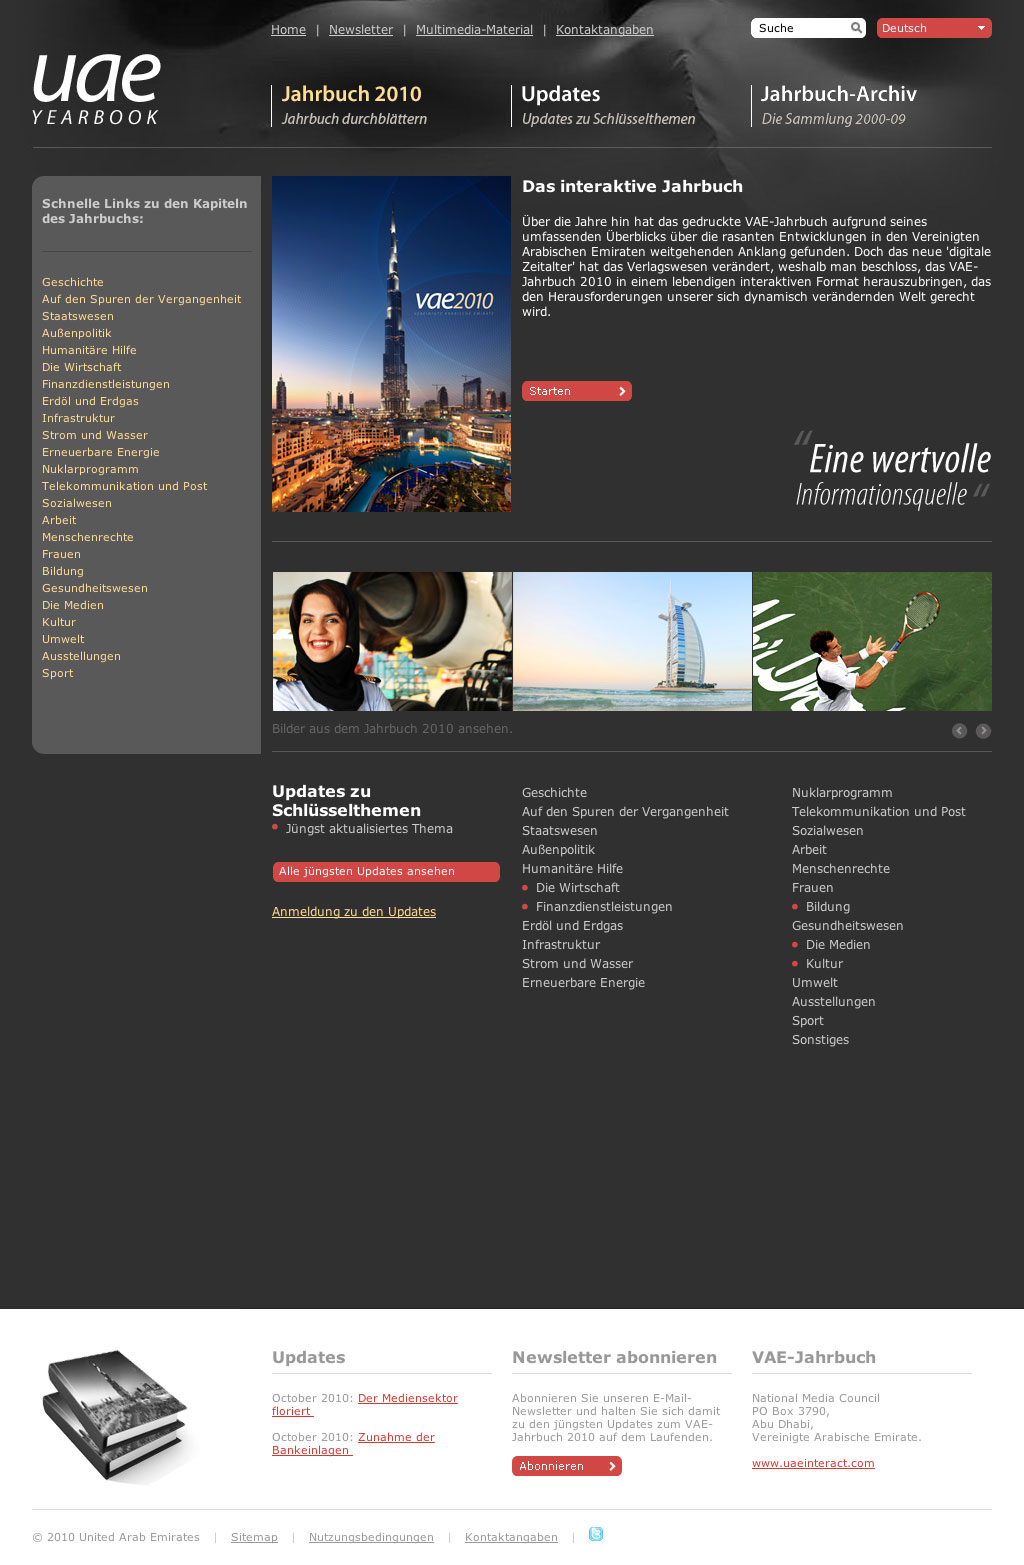 Home | Newsletter | Multimedia-Material | Kontaktangaben
Suche
Deutsch
uae
YEARBOOK
Jahrbuch 2010
Jahrbuch durchblättern
Updates
Updates zu Schlüsselthemen
Jahrbuch-Archiv
Die Sammlung 2000-09
Schnelle Links zu den Kapiteln
des Jahrbuchs:
Geschichte
Auf den Spuren der Vergangenheit
Staatswesen
Außenpolitik
Humanitäre Hilfe
Die Wirtschaft
Finanzdienstleistungen
Erdöl und Erdgas
Infrastruktur
Strom und Wasser
Erneuerbare Energie
Nuklarprogramm
Telekommunikation und Post
Sozialwesen
Arbeit
Menschenrechte
Frauen
Bildung
Gesundheitswesen
Die Medien
Kultur
Umwelt
Ausstellungen
Sport
vae2010
VEREINIGTE ARABISCHE EMIRATE
Das interaktive Jahrbuch
Über die Jahre hin hat das gedruckte VAE-Jahrbuch aufgrund seines
umfassenden Überblicks über die rasanten Entwicklungen in den Vereinigten
Arabischen Emiraten weitgehenden Anklang gefunden. Doch das neue 'digitale
Zeitalter' hat das Verlagswesen verändert, weshalb man beschloss, das VAE-
Jahrbuch 2010 in einem lebendigen interaktiven Format herauszubringen, das
den Herausforderungen unserer sich dynamisch verändernden Welt gerecht
wird.
Starten
"Eine wertvolle
Informationsquelle"
Bilder aus dem Jahrbuch 2010 ansehen.
Updates zu
Schlüsselthemen
Jüngst aktualisiertes Thema
Alle jüngsten Updates ansehen
Anmeldung zu den Updates
Geschichte
Auf den Spuren der Vergangenheit
Staatswesen
Außenpolitik
Humanitäre Hilfe
Die Wirtschaft
Finanzdienstleistungen
Erdöl und Erdgas
Infrastruktur
Strom und Wasser
Erneuerbare Energie
Nuklarprogramm
Telekommunikation und Post
Sozialwesen
Arbeit
Menschenrechte
Frauen
Bildung
Gesundheitswesen
Die Medien
Kultur
Umwelt
Ausstellungen
Sport
Sonstiges
Updates
October 2010: Der Mediensektor
floriert
October 2010: Zunahme der
Bankeinlagen
Newsletter abonnieren
Abonnieren Sie unseren E-Mail-
Newsletter und halten Sie sich damit
zu den jüngsten Updates zum VAE-
Jahrbuch 2010 auf dem Laufenden.
Abonnieren
VAE-Jahrbuch
National Media Council
PO Box 3790,
Abu Dhabi,
Vereinigte Arabische Emirate.
www.uaeinteract.com
© 2010 United Arab Emirates | Sitemap | Nutzungsbedingungen | Kontaktangaben |